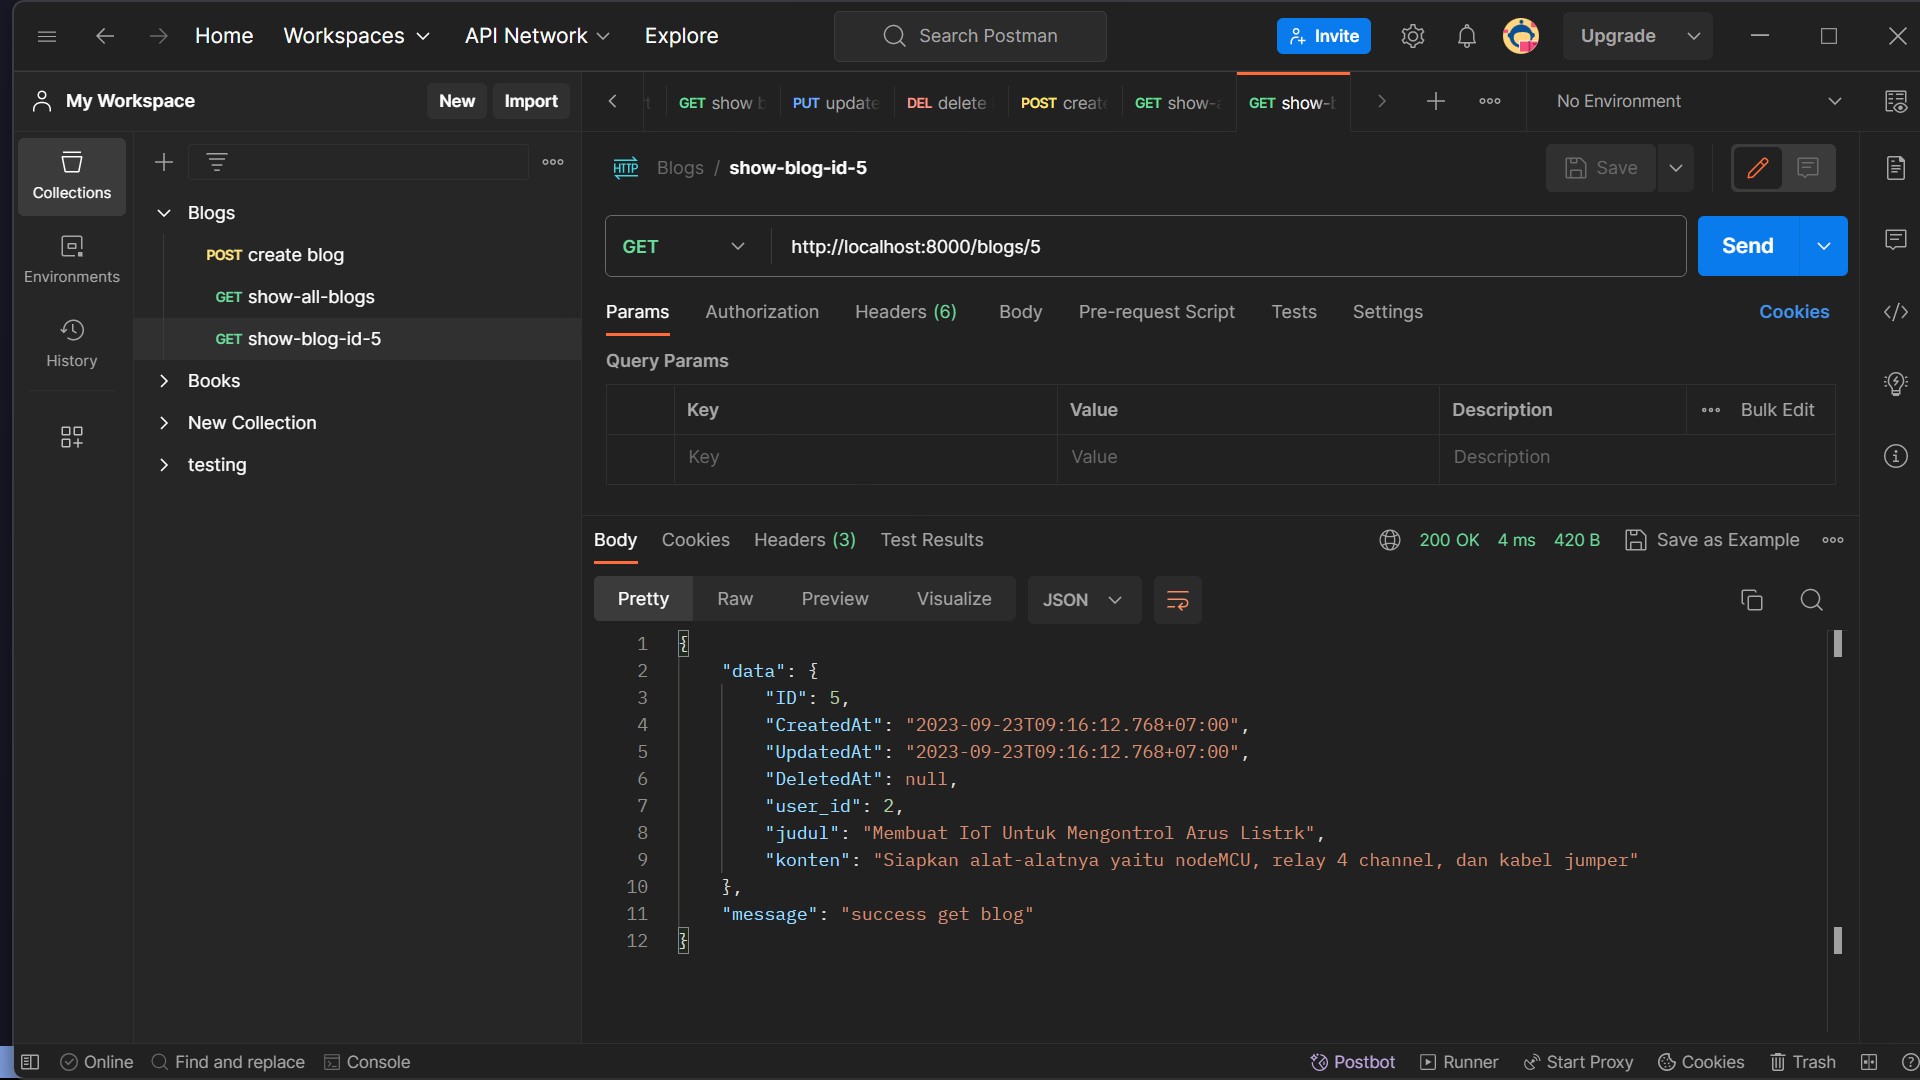 Home Workspaces API Network Explore Search Postman Invite Upgrade
My Workspace New Import GET show b PUT update DEL delete POST create GET show-a GET show-b No Environment
Collections
Environments
History
Blogs
POST create blog
GET show-all-blogs
GET show-blog-id-5
Books
New Collection
testing
HTTP Blogs / show-blog-id-5 Save
GET http://localhost:8000/blogs/5 Send
Params Authorization Headers (6) Body Pre-request Script Tests Settings Cookies
Query Params
Key Value Description Bulk Edit
Key Value Description
Body Cookies Headers (3) Test Results 200 OK 4 ms 420 B Save as Example
Pretty Raw Preview Visualize JSON
1 {
2 "data": {
3 "ID": 5,
4 "CreatedAt": "2023-09-23T09:16:12.768+07:00",
5 "UpdatedAt": "2023-09-23T09:16:12.768+07:00",
6 "DeletedAt": null,
7 "user_id": 2,
8 "judul": "Membuat IoT Untuk Mengontrol Arus Listrk",
9 "konten": "Siapkan alat-alatnya yaitu nodeMCU, relay 4 channel, dan kabel jumper"
10 },
11 "message": "success get blog"
12 }
Online Find and replace Console Postbot Runner Start Proxy Cookies Trash